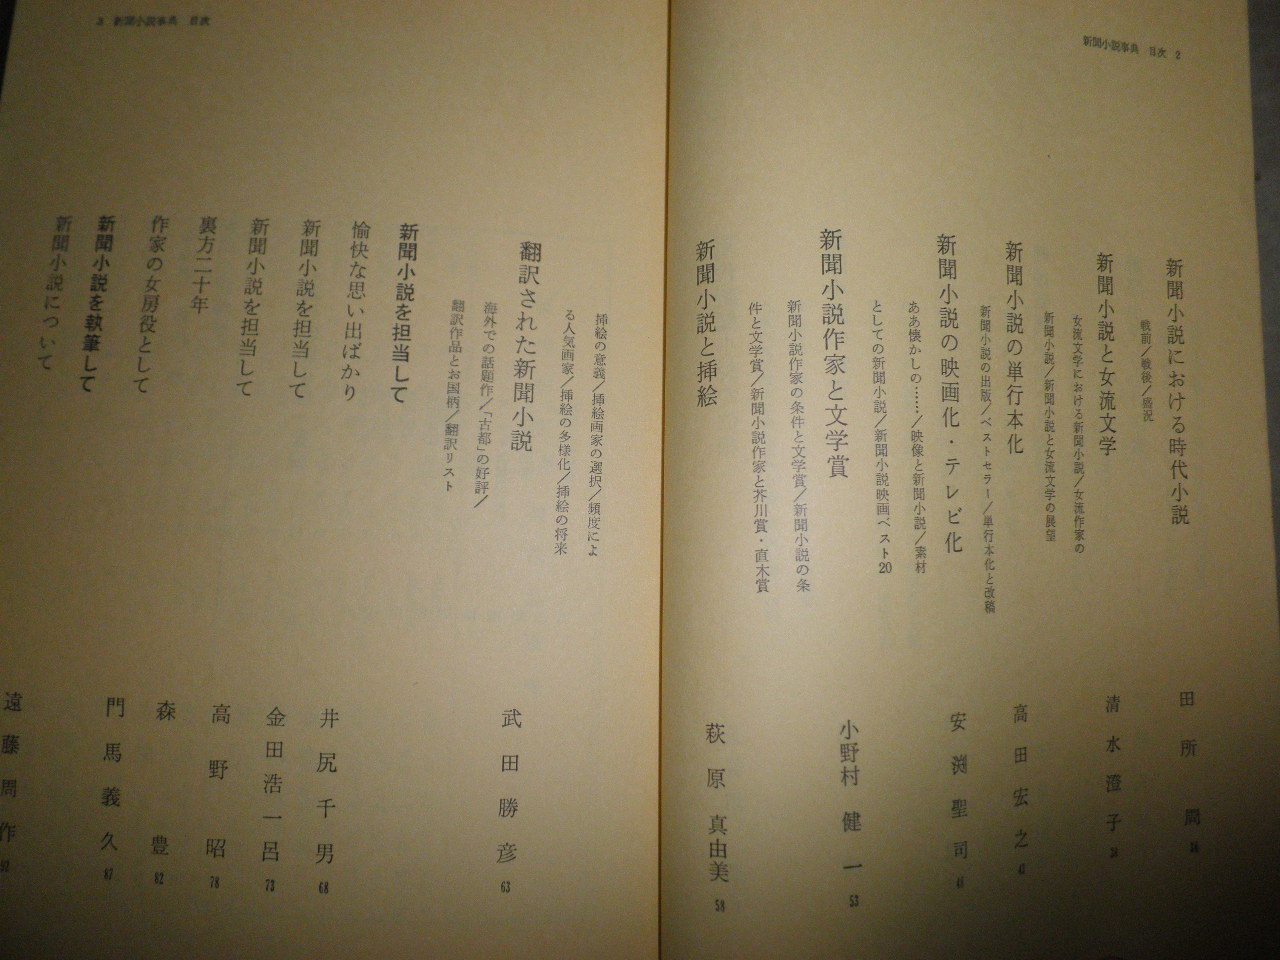 新聞小説事典 目次 2
新聞小説における時代小説
戦前/戦後/盛況
田所 周
新聞小説と女流文学
女流文学における新聞小説/女流作家の
新聞小説/新聞小説と女流文学の展望
清水澄子
新聞小説の単行本化
新聞小説の出版/ベストセラー/単行本化と改稿
高田宏之
新聞小説の映画化・テレビ化
ああ懐かしの……/映像と新聞小説/素材
としての新聞小説/新聞小説映画ベスト20
安渕聖司
新聞小説作家と文学賞
新聞小説作家の条件と文学賞/新聞小説の条
件と文学賞/新聞小説作家と芥川賞・直木賞
小野村 健一 53
新聞小説と挿絵
萩原 真由美 58
3 新聞小説事典 目次
挿絵の意義/挿絵画家の選択/頻度によ
る人気画家/挿絵の多様化/挿絵の将来
翻訳された新聞小説
海外での話題作/「古都」の好評/
翻訳作品とお国柄/翻訳リスト
武田勝彦 63
新聞小説を担当して
愉快な思い出ばかり
井尻千男 68
新聞小説を担当して
金田浩一呂 73
新聞小説を担当して
裏方二十年
高野 昭 78
作家の女房役として
森 豊 82
門馬義久 87
新聞小説を執筆して
新聞小説について
遠藤周作